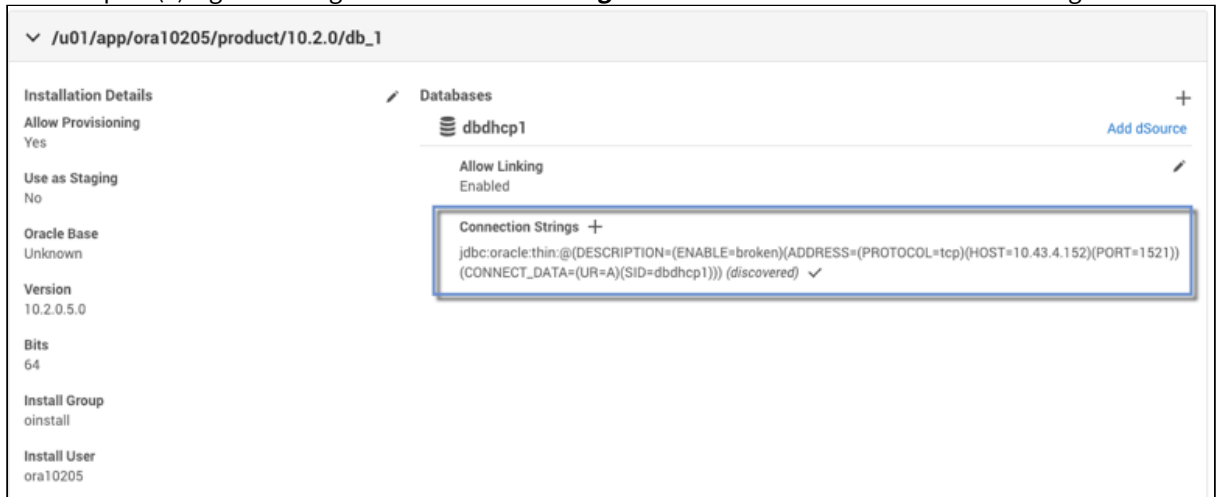 /u01/app/ora10205/product/10.2.0/db_1
Installation Details
Allow Provisioning
Yes
Use as Staging
No
Oracle Base
Unknown
Version
10.2.0.5.0
Bits
64
Install Group
oinstall
Install User
ora10205
Databases
dbdhcp1
Add dSource
Allow Linking
Enabled
Connection Strings +
jdbc:oracle:thin:@(DESCRIPTION=(ENABLE=broken)(ADDRESS=(PROTOCOL=tcp)(HOST=10.43.4.152)(PORT=1521))
(CONNECT_DATA=(UR=A)(SID=dbdhcp1))) (discovered) ✓